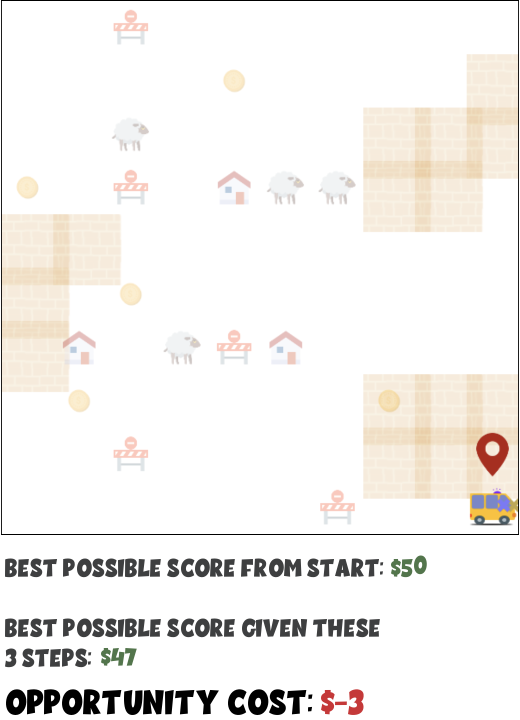 BEST POSSIBLE SCORE FROM START: $50
BEST POSSIBLE SCORE GIVEN THESE
3 STEPS: $47
OPPORTUNITY COST: $-3